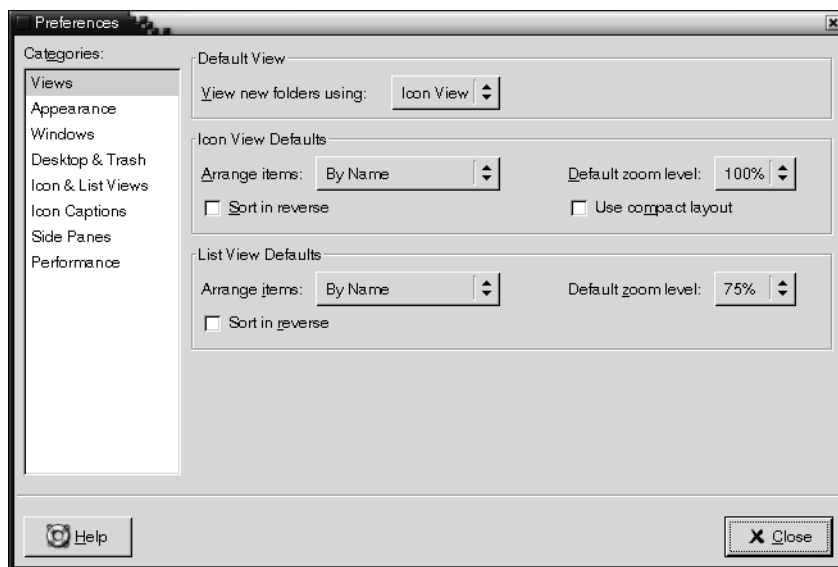 Preferences
Categories:
Views
Appearance
Windows
Desktop & Trash
Icon & List Views
Icon Captions
Side Panes
Performance
Default View
View new folders using: Icon View
Icon View Defaults
Arrange items: By Name Default zoom level: 100%
Sort in reverse Use compact layout
List View Defaults
Arrange items: By Name Default zoom level: 75%
Sort in reverse
Help Close